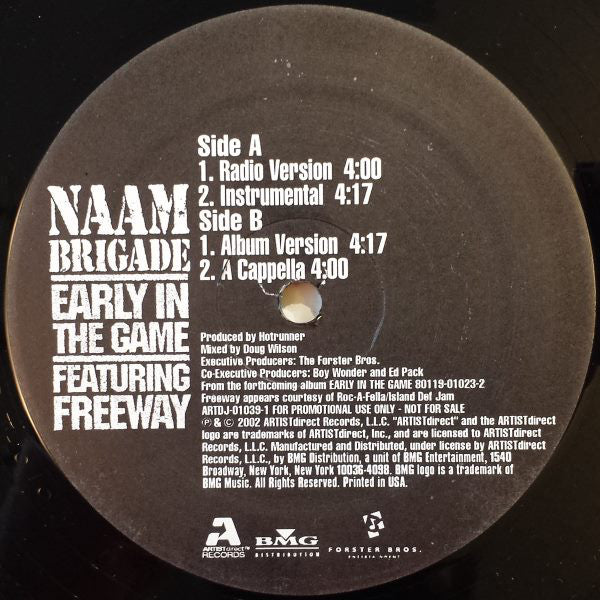 NAAM
BRIGADE
EARLY IN
THE GAME
FEATURING
FREEWAY
Side A
1. Radio Version 4:00
2. Instrumental 4:17
Side B
1. Album Version 4:17
2. A Cappella 4:00
Produced by Hotrunner
Mixed by Doug Wilson
Executive Producers: The Forster Bros.
Co-Executive Producers: Boy Wonder and Ed Pack
From the forthcoming album EARLY IN THE GAME 80119-01023-2
Freeway appears courtesy of Roc-A-Fella/Island Def Jam
ARTDJ-01039-1 FOR PROMOTIONAL USE ONLY - NOT FOR SALE
℗ & © 2002 ARTISTdirect Records, L.L.C. "ARTISTdirect" and the ARTISTdirect
logo are trademarks of ARTISTdirect, Inc., and are licensed to ARTISTdirect
Records, L.L.C. Manufactured and Distributed, under license by ARTISTdirect
Records, L.L.C., by BMG Distribution, a unit of BMG Entertainment, 1540
Broadway, New York, New York 10036-4098. BMG logo is a trademark of
BMG Music. All Rights Reserved. Printed in USA.
A
ARTISTdirect™
RECORDS
BMG
DISTRIBUTION
FORSTER BROS.
ENTERTAINMENT